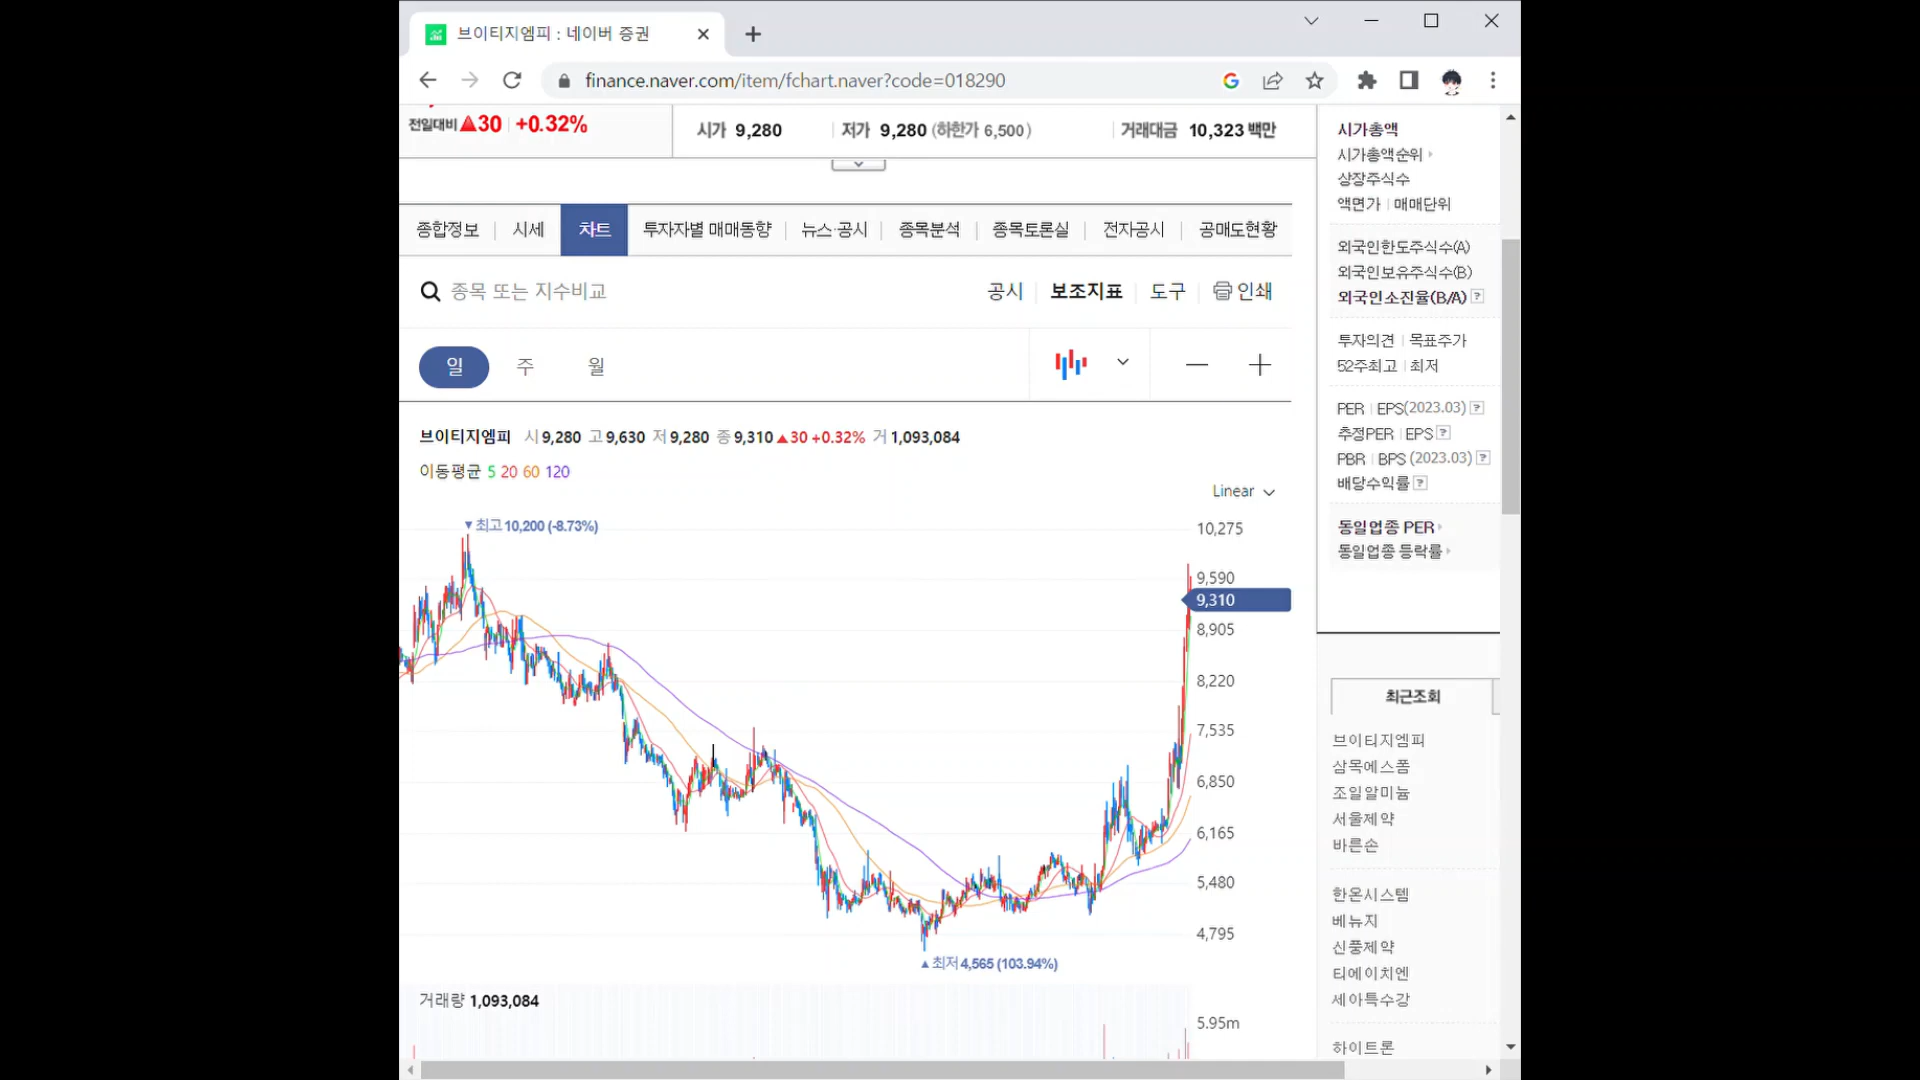 브이티지엠피 : 네이버 증권
finance.naver.com/item/fchart.naver?code=018290
전일대비 ▲30 +0.32%
시가 9,280 저가 9,280 (하한가 6,500) 거래대금 10,323 백만
종합정보 시세 차트 투자자별 매매동향 뉴스·공시 종목분석 종목토론실 전자공시 공매도현황
종목 또는 지수비교 공시 보조지표 도구 인쇄
일 주 월
브이티지엠피 시 9,280 고 9,630 저 9,280 종 9,310 ▲30 +0.32% 거 1,093,084
이동평균 5 20 60 120
Linear
▼최고 10,200 (-8.73%)
10,275
9,590
9,310
8,905
8,220
7,535
6,850
6,165
5,480
4,795
▲최저 4,565 (103.94%)
거래량 1,093,084
5.95m
시가총액
시가총액순위
상장주식수
액면가 매매단위
외국인한도주식수(A)
외국인보유주식수(B)
외국인소진율(B/A) ?
투자의견 목표주가
52주최고 최저
PER EPS(2023.03) ?
추정PER EPS ?
PBR BPS (2023.03) ?
배당수익률 ?
동일업종 PER
동일업종 등락률
최근조회
브이티지엠피
삼목에스폼
조일알미늄
서울제약
바른손
한온시스템
베뉴지
신풍제약
티에이치엔
세아특수강
하이트론